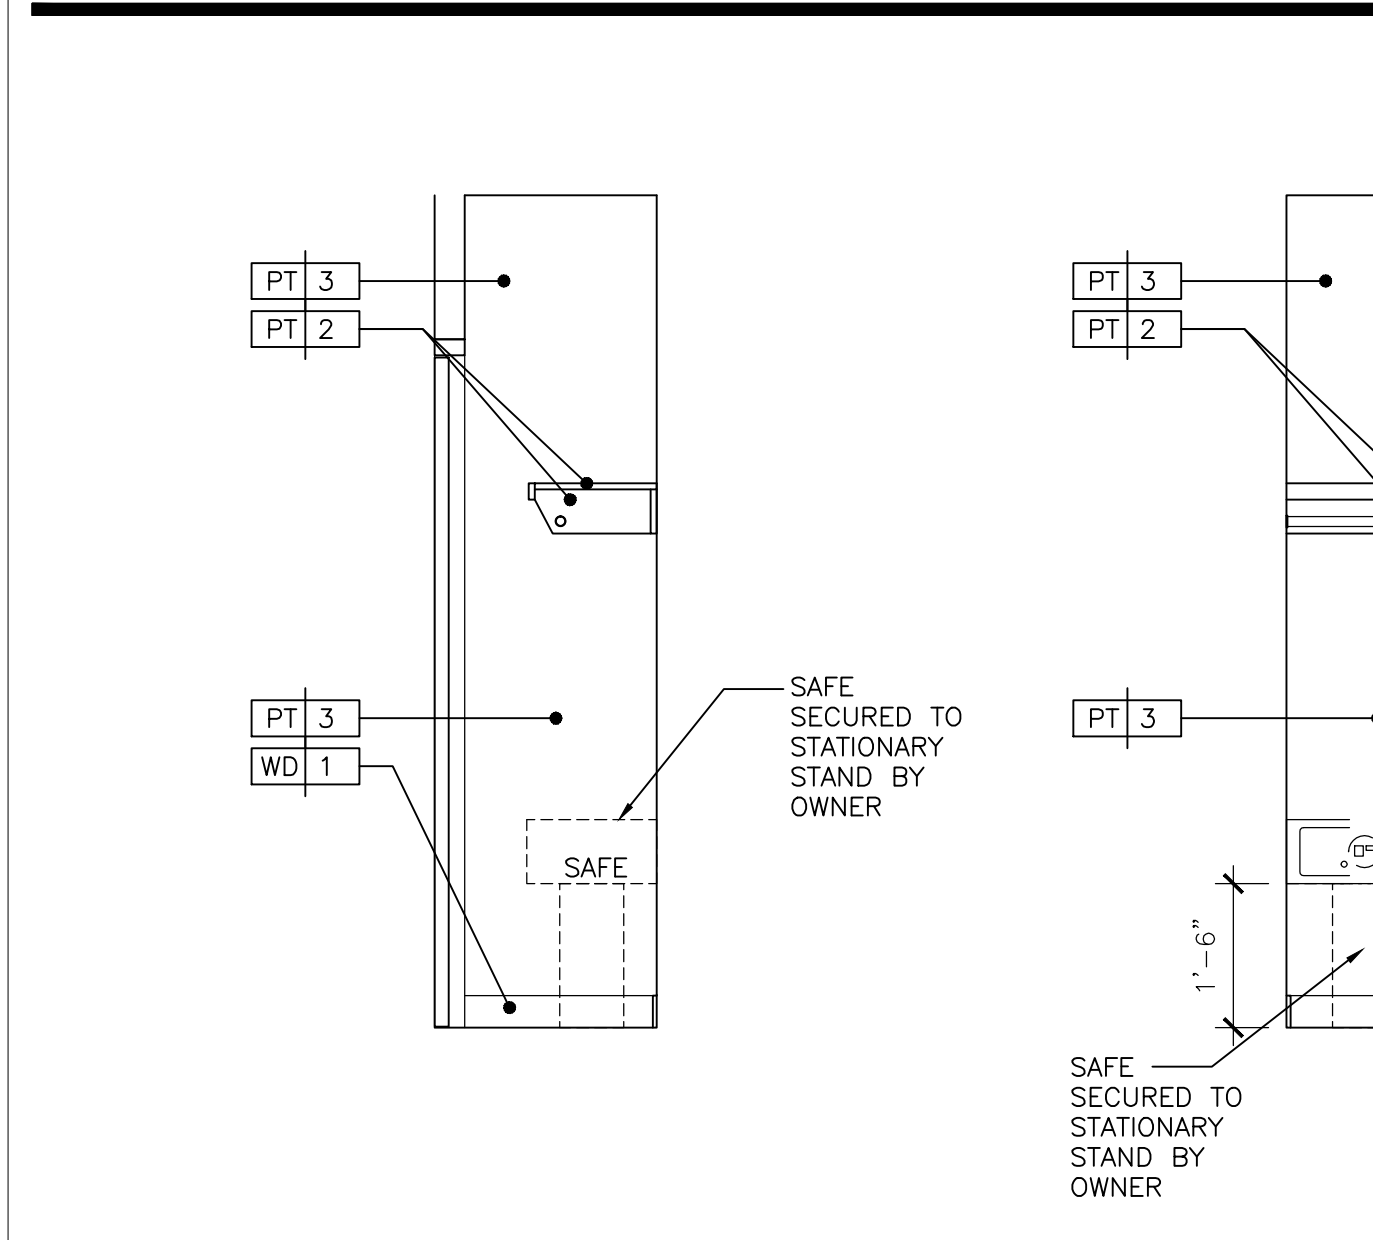 PT 3
PT 2
PT 3
WD 1
SAFE
SECURED TO
STATIONARY
STAND BY
OWNER
SAFE
PT 3
PT 2
PT 3
1'-6"
SAFE
SECURED TO
STATIONARY
STAND BY
OWNER